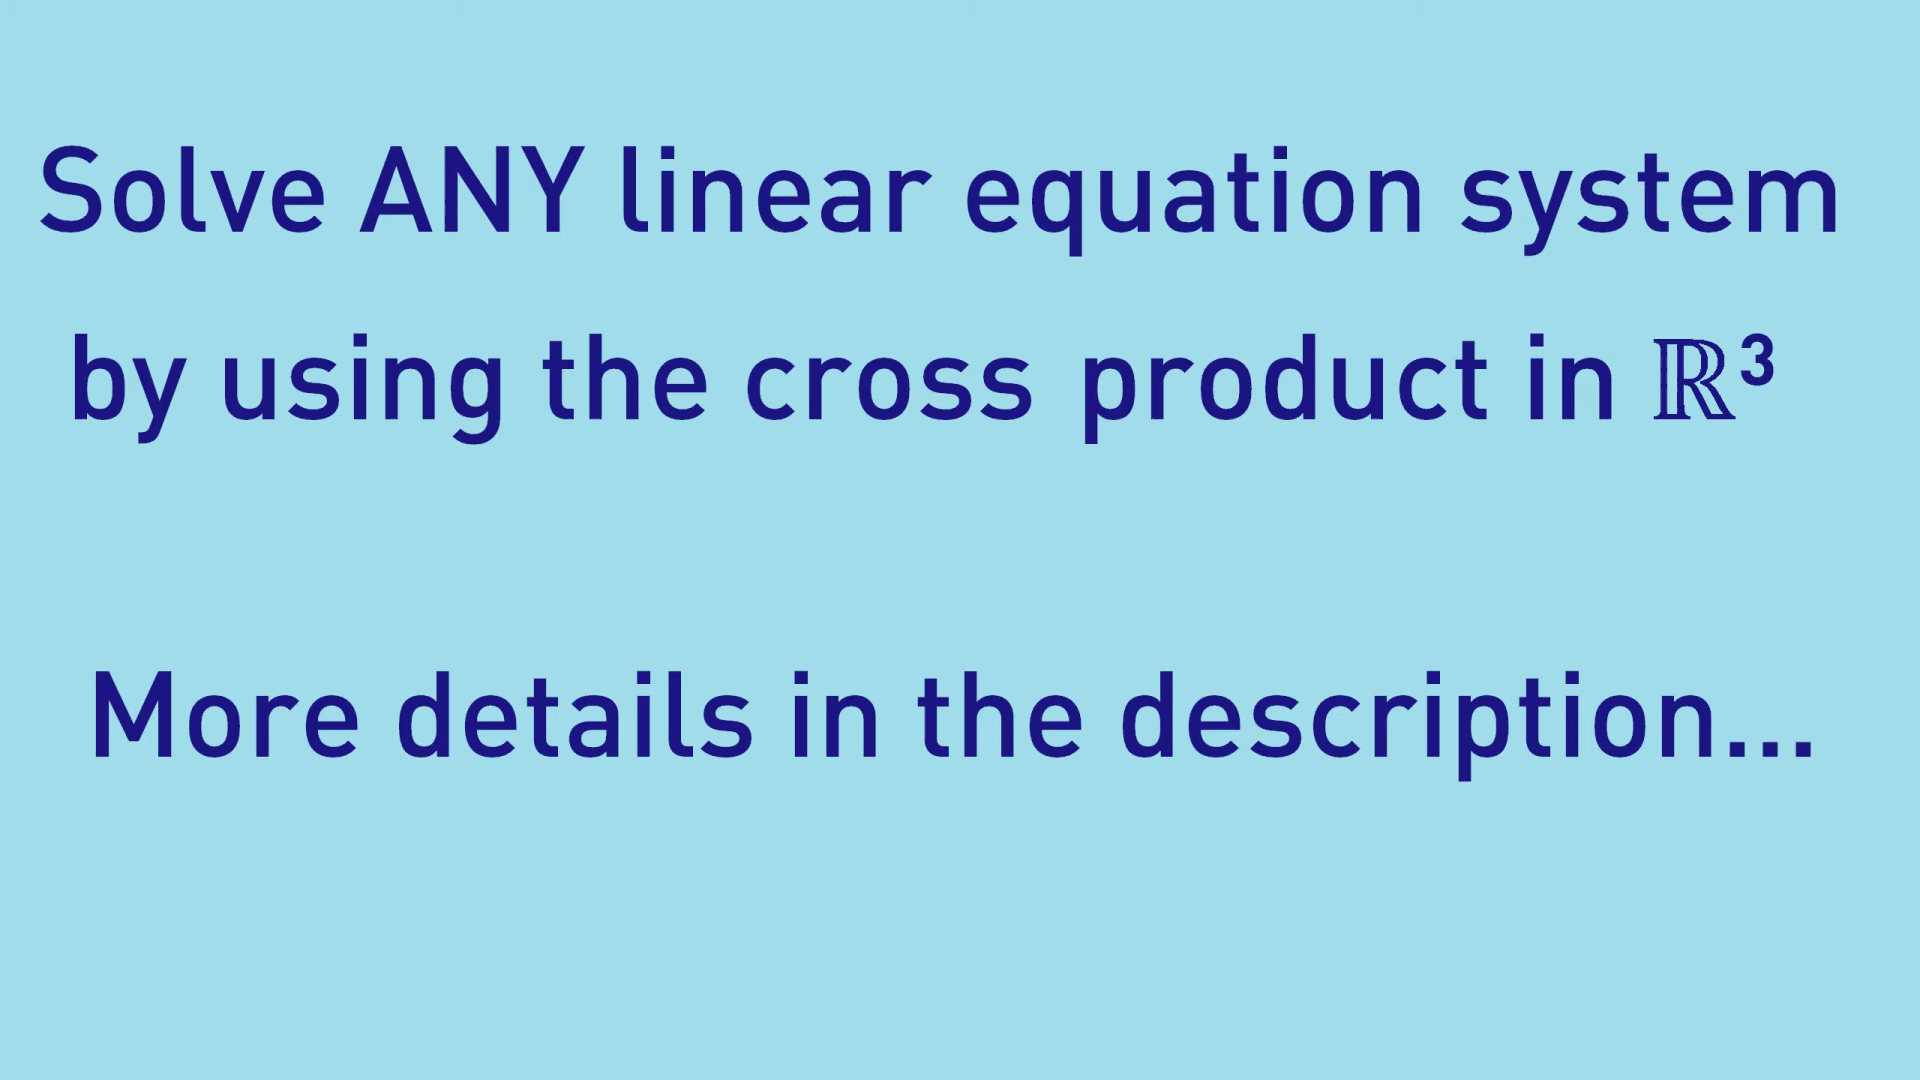 Solve ANY linear equation system
by using the cross product in ℝ³
More details in the description...